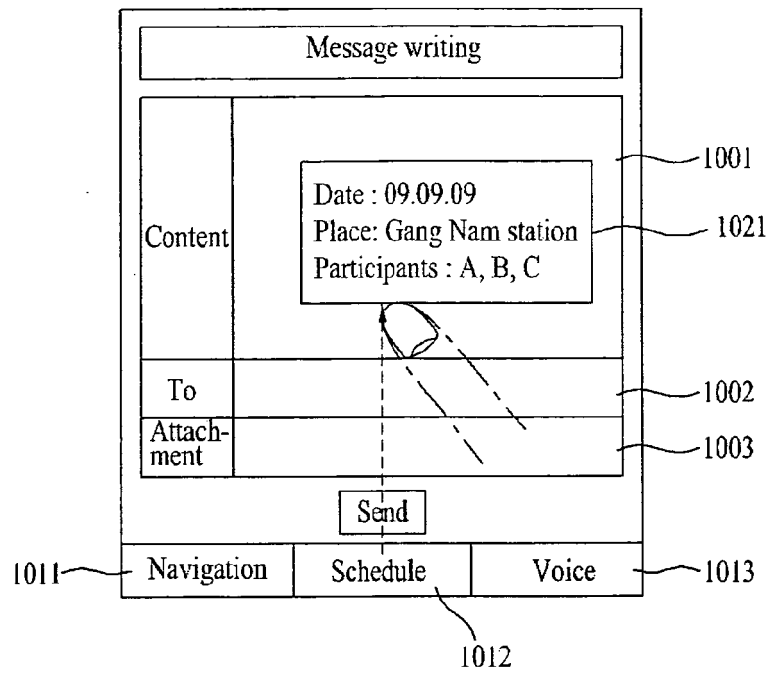 Message writing
1001
Date : 09.09.09
Place: Gang Nam station
Participants : A, B, C
1021
Content
To
1002
Attach-
ment
1003
Send
1011
Navigation
Schedule
Voice
1013
1012